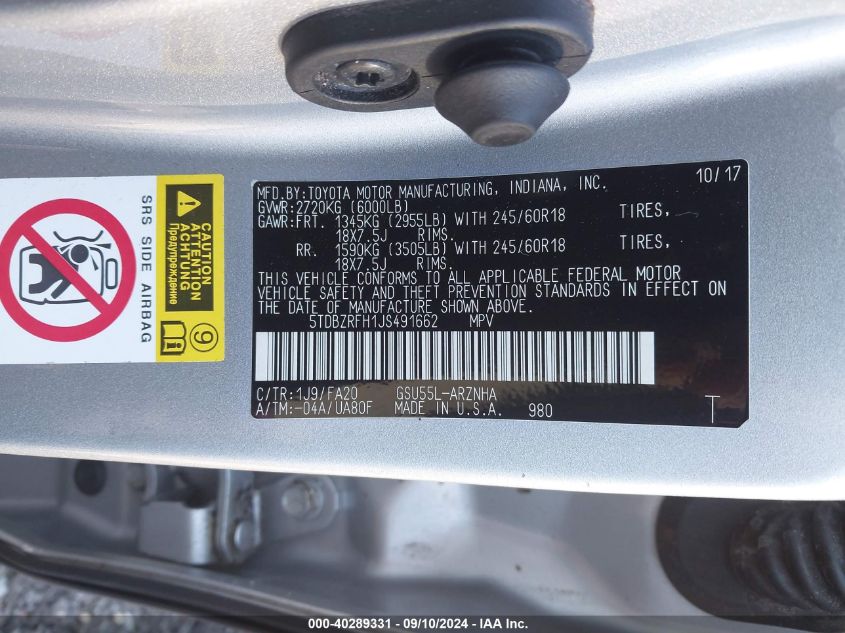 MFD.BY:TOYOTA MOTOR MANUFACTURING, INDIANA, INC. 10/17
GVWR:2720KG (6000LB)
GAWR:FRT. 1345KG (2955LB) WITH 245/60R18 TIRES,
18X7.5J RIMS.
RR. 1590KG (3505LB) WITH 245/60R18 TIRES,
18X7.5J RIMS.
THIS VEHICLE CONFORMS TO ALL APPLICABLE FEDERAL MOTOR
VEHICLE SAFETY AND THEFT PREVENTION STANDARDS IN EFFECT ON
THE DATE OF MANUFACTURE SHOWN ABOVE.
5TDBZRFH1JS491662 MPV
C/TR:1J9/FA20 GSU55L-ARZNHA
A/TM:-04A/UA80F MADE IN U.S.A. 980 T
SRS SIDE AIRBAG
CAUTION
ATTENTION
ACHTUNG
Предупреждение
i
9
000-40289331 - 09/10/2024 - IAA Inc.